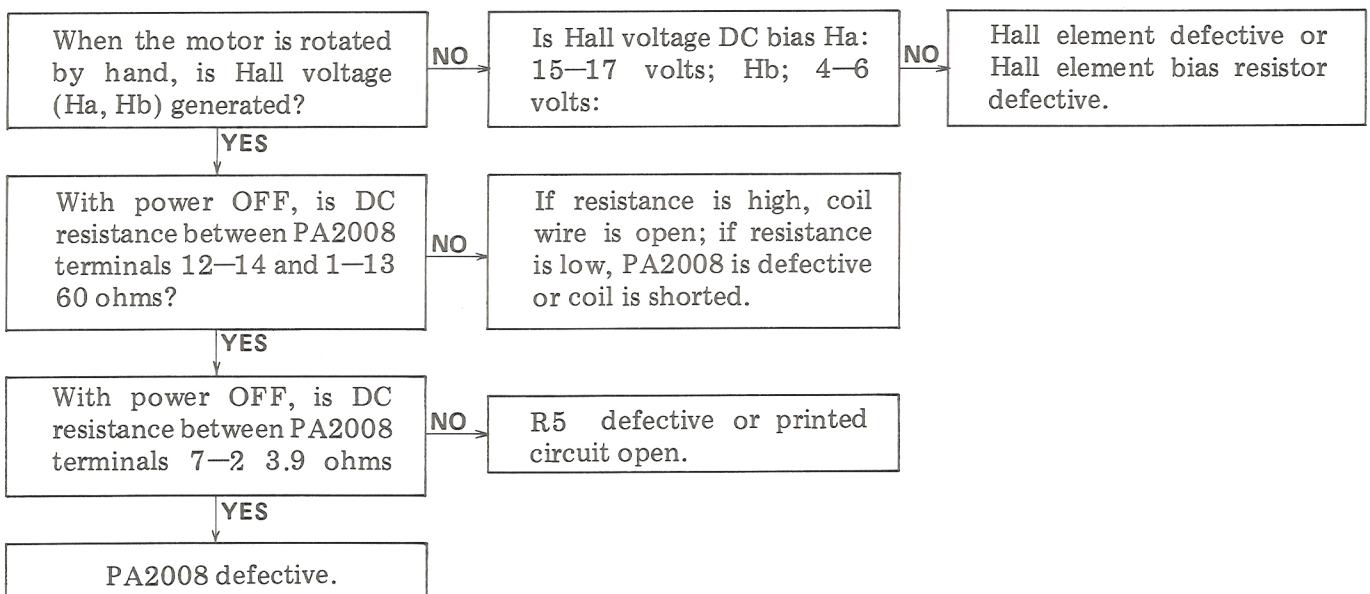 When the motor is rotated
by hand, is Hall voltage
(Ha, Hb) generated?
NO
Is Hall voltage DC bias Ha:
15—17 volts; Hb; 4—6
volts:
NO
Hall element defective or
Hall element bias resistor
defective.
YES
With power OFF, is DC
resistance between PA2008
terminals 12—14 and 1—13
60 ohms?
NO
If resistance is high, coil
wire is open; if resistance
is low, PA2008 is defective
or coil is shorted.
YES
With power OFF, is DC
resistance between PA2008
terminals 7—2 3.9 ohms
NO
R5 defective or printed
circuit open.
YES
PA2008 defective.